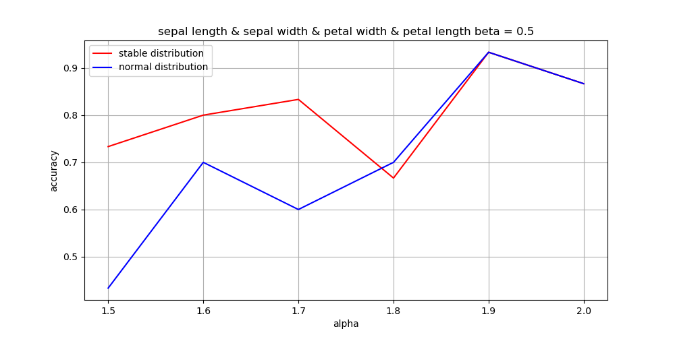 sepal length & sepal width & petal width & petal length beta = 0.5
stable distribution
normal distribution
0.9
0.8
0.7
0.6
0.5
accuracy
1.5 1.6 1.7 1.8 1.9 2.0
alpha